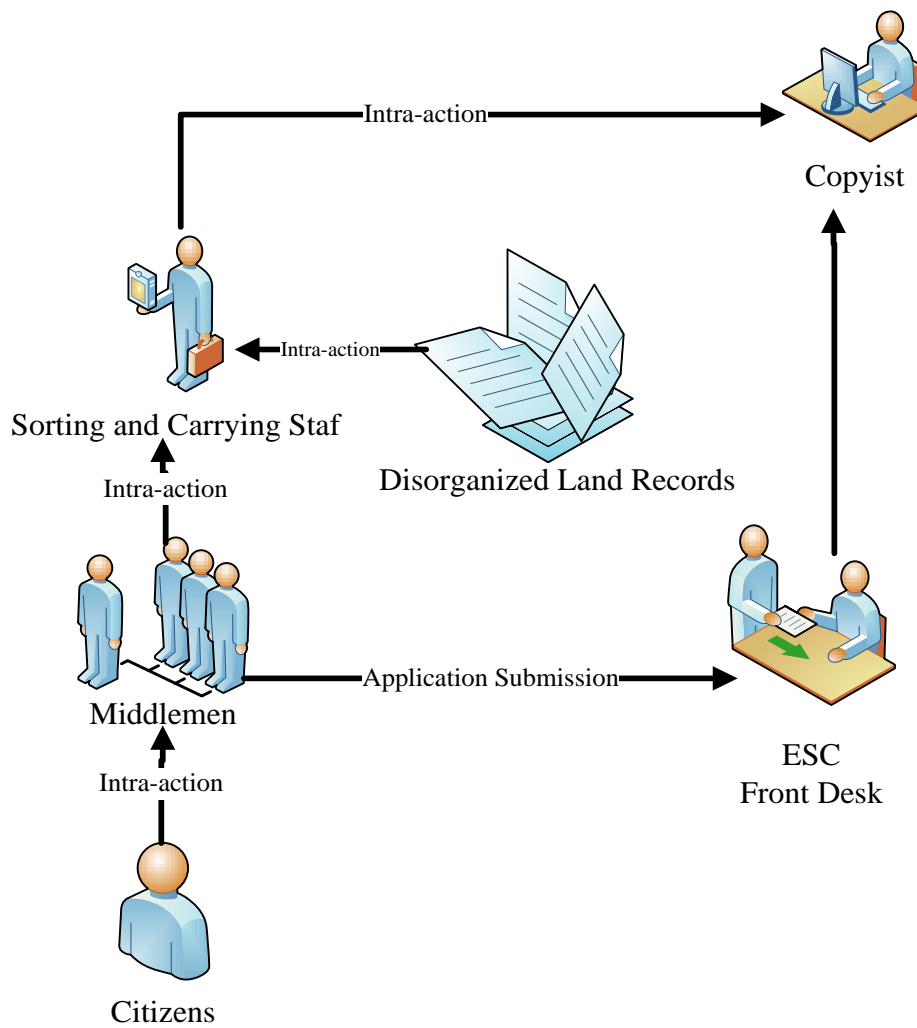 Intra-action
Copyist
Intra-action
Sorting and Carrying Staf
Disorganized Land Records
Intra-action
Application Submission
Middlemen
ESC
Front Desk
Intra-action
Citizens